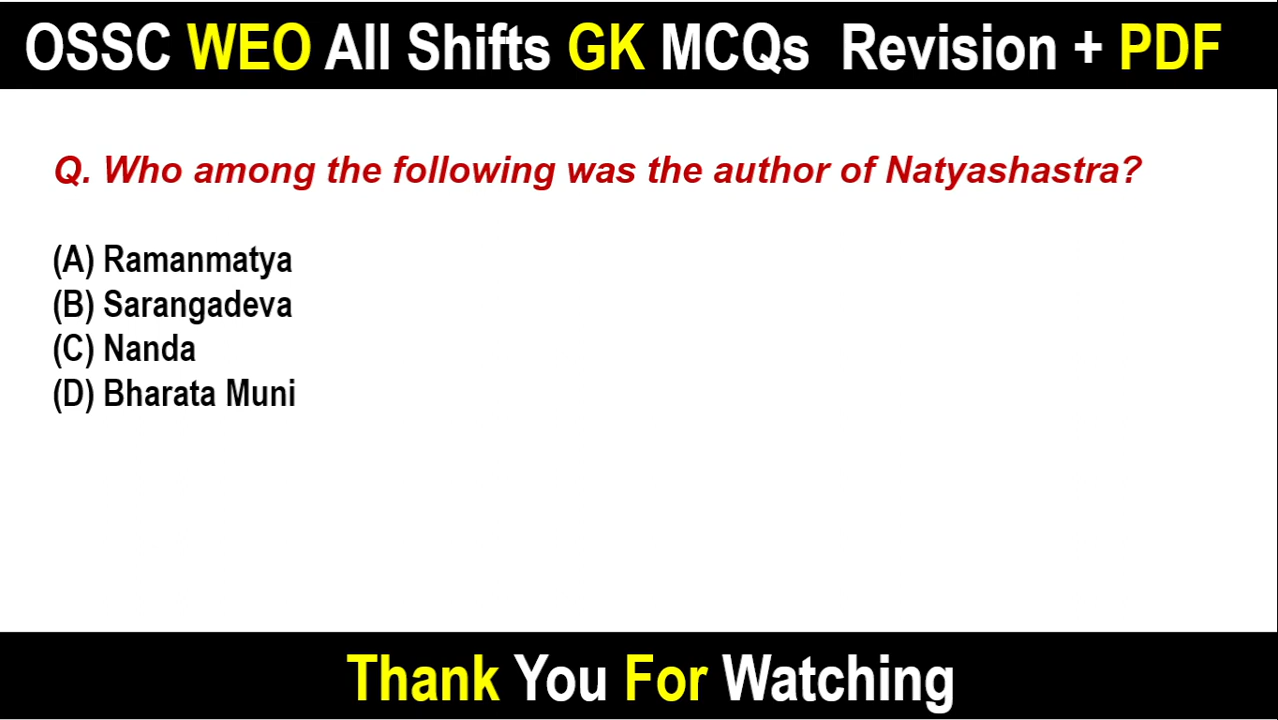 OSSC WEO All Shifts GK MCQs Revision + PDF
Q. Who among the following was the author of Natyashastra?
(A) Ramanmatya
(B) Sarangadeva
(C) Nanda
(D) Bharata Muni
Thank You For Watching